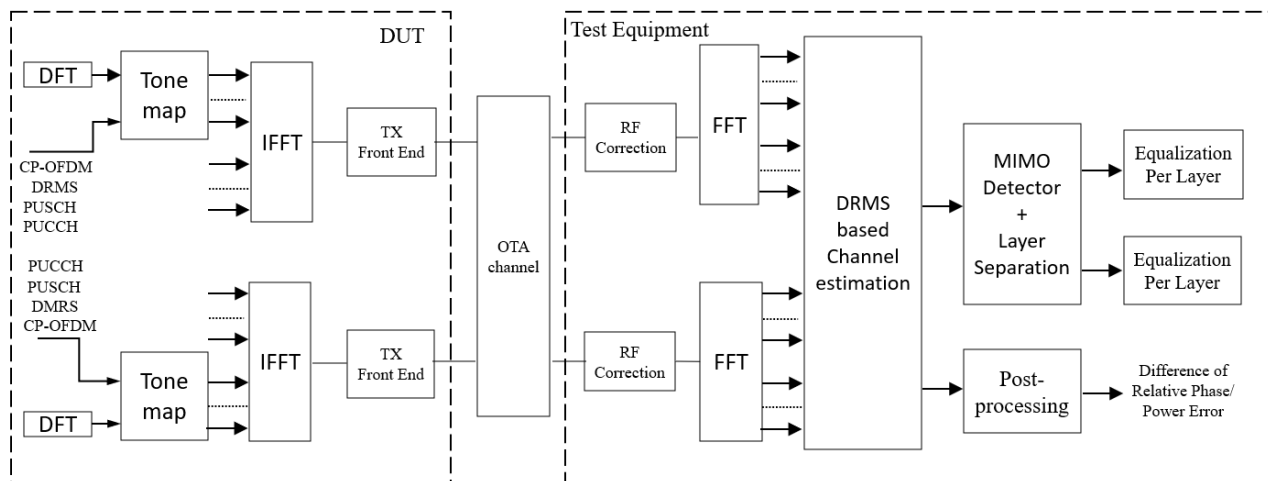 DUT
Test Equipment
DFT
Tone
map
CP-OFDM
DRMS
PUSCH
PUCCH
IFFT
TX
Front End
PUCCH
PUSCH
DMRS
CP-OFDM
DFT
Tone
map
IFFT
TX
Front End
OTA
channel
RF
Correction
FFT
RF
Correction
FFT
DRMS
based
Channel
estimation
MIMO
Detector
+
Layer
Separation
Equalization
Per Layer
Equalization
Per Layer
Post-
processing
Difference of
Relative Phase/
Power Error